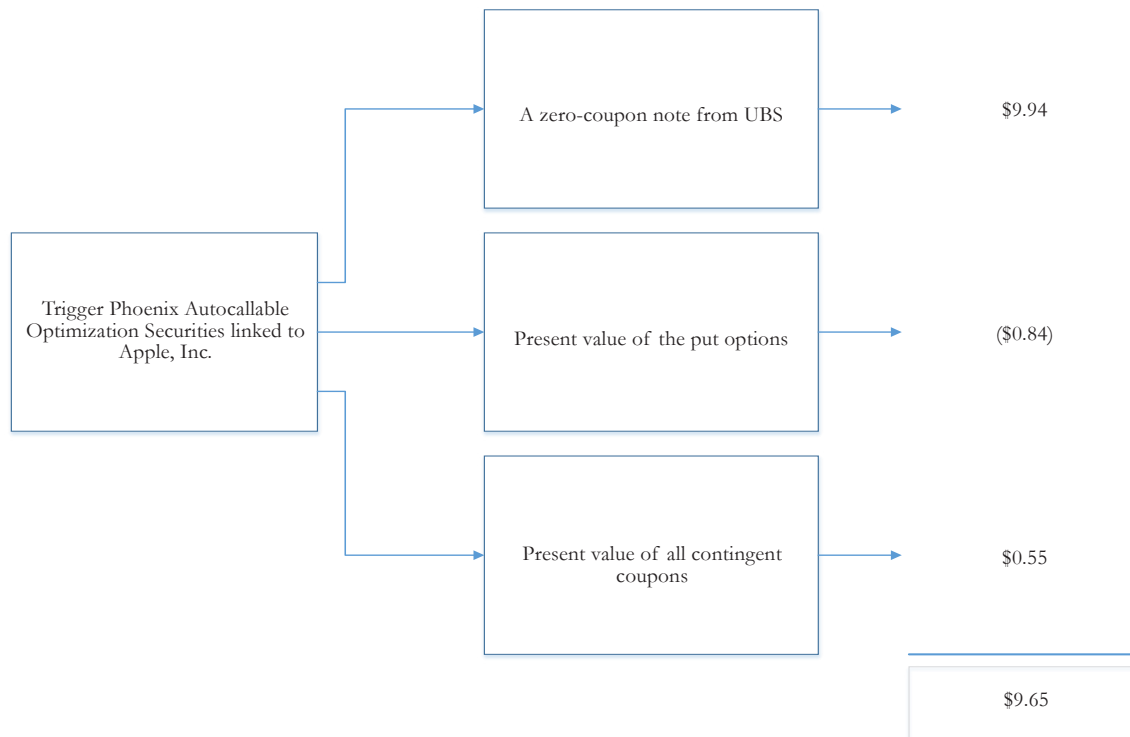 A zero-coupon note from UBS
$9.94
Trigger Phoenix Autocallable
Optimization Securities linked to
Apple, Inc.
Present value of the put options
($0.84)
Present value of all contingent
coupons
$0.55
$9.65